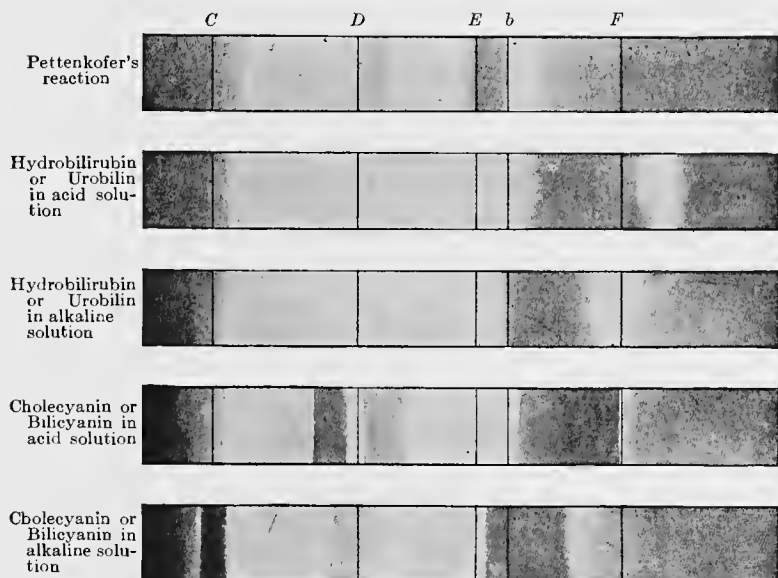 C D E b F
Pettenkofer's
reaction
Hydrobilirubin
or Urobilin
in acid solu-
tion
Hydrobilirubin
or Urobilin
in alkaline
solution
Cholecyanin or
Bilicyanin in
acid solution
Cholecyanin or
Bilicyanin in
alkaline solu-
tion